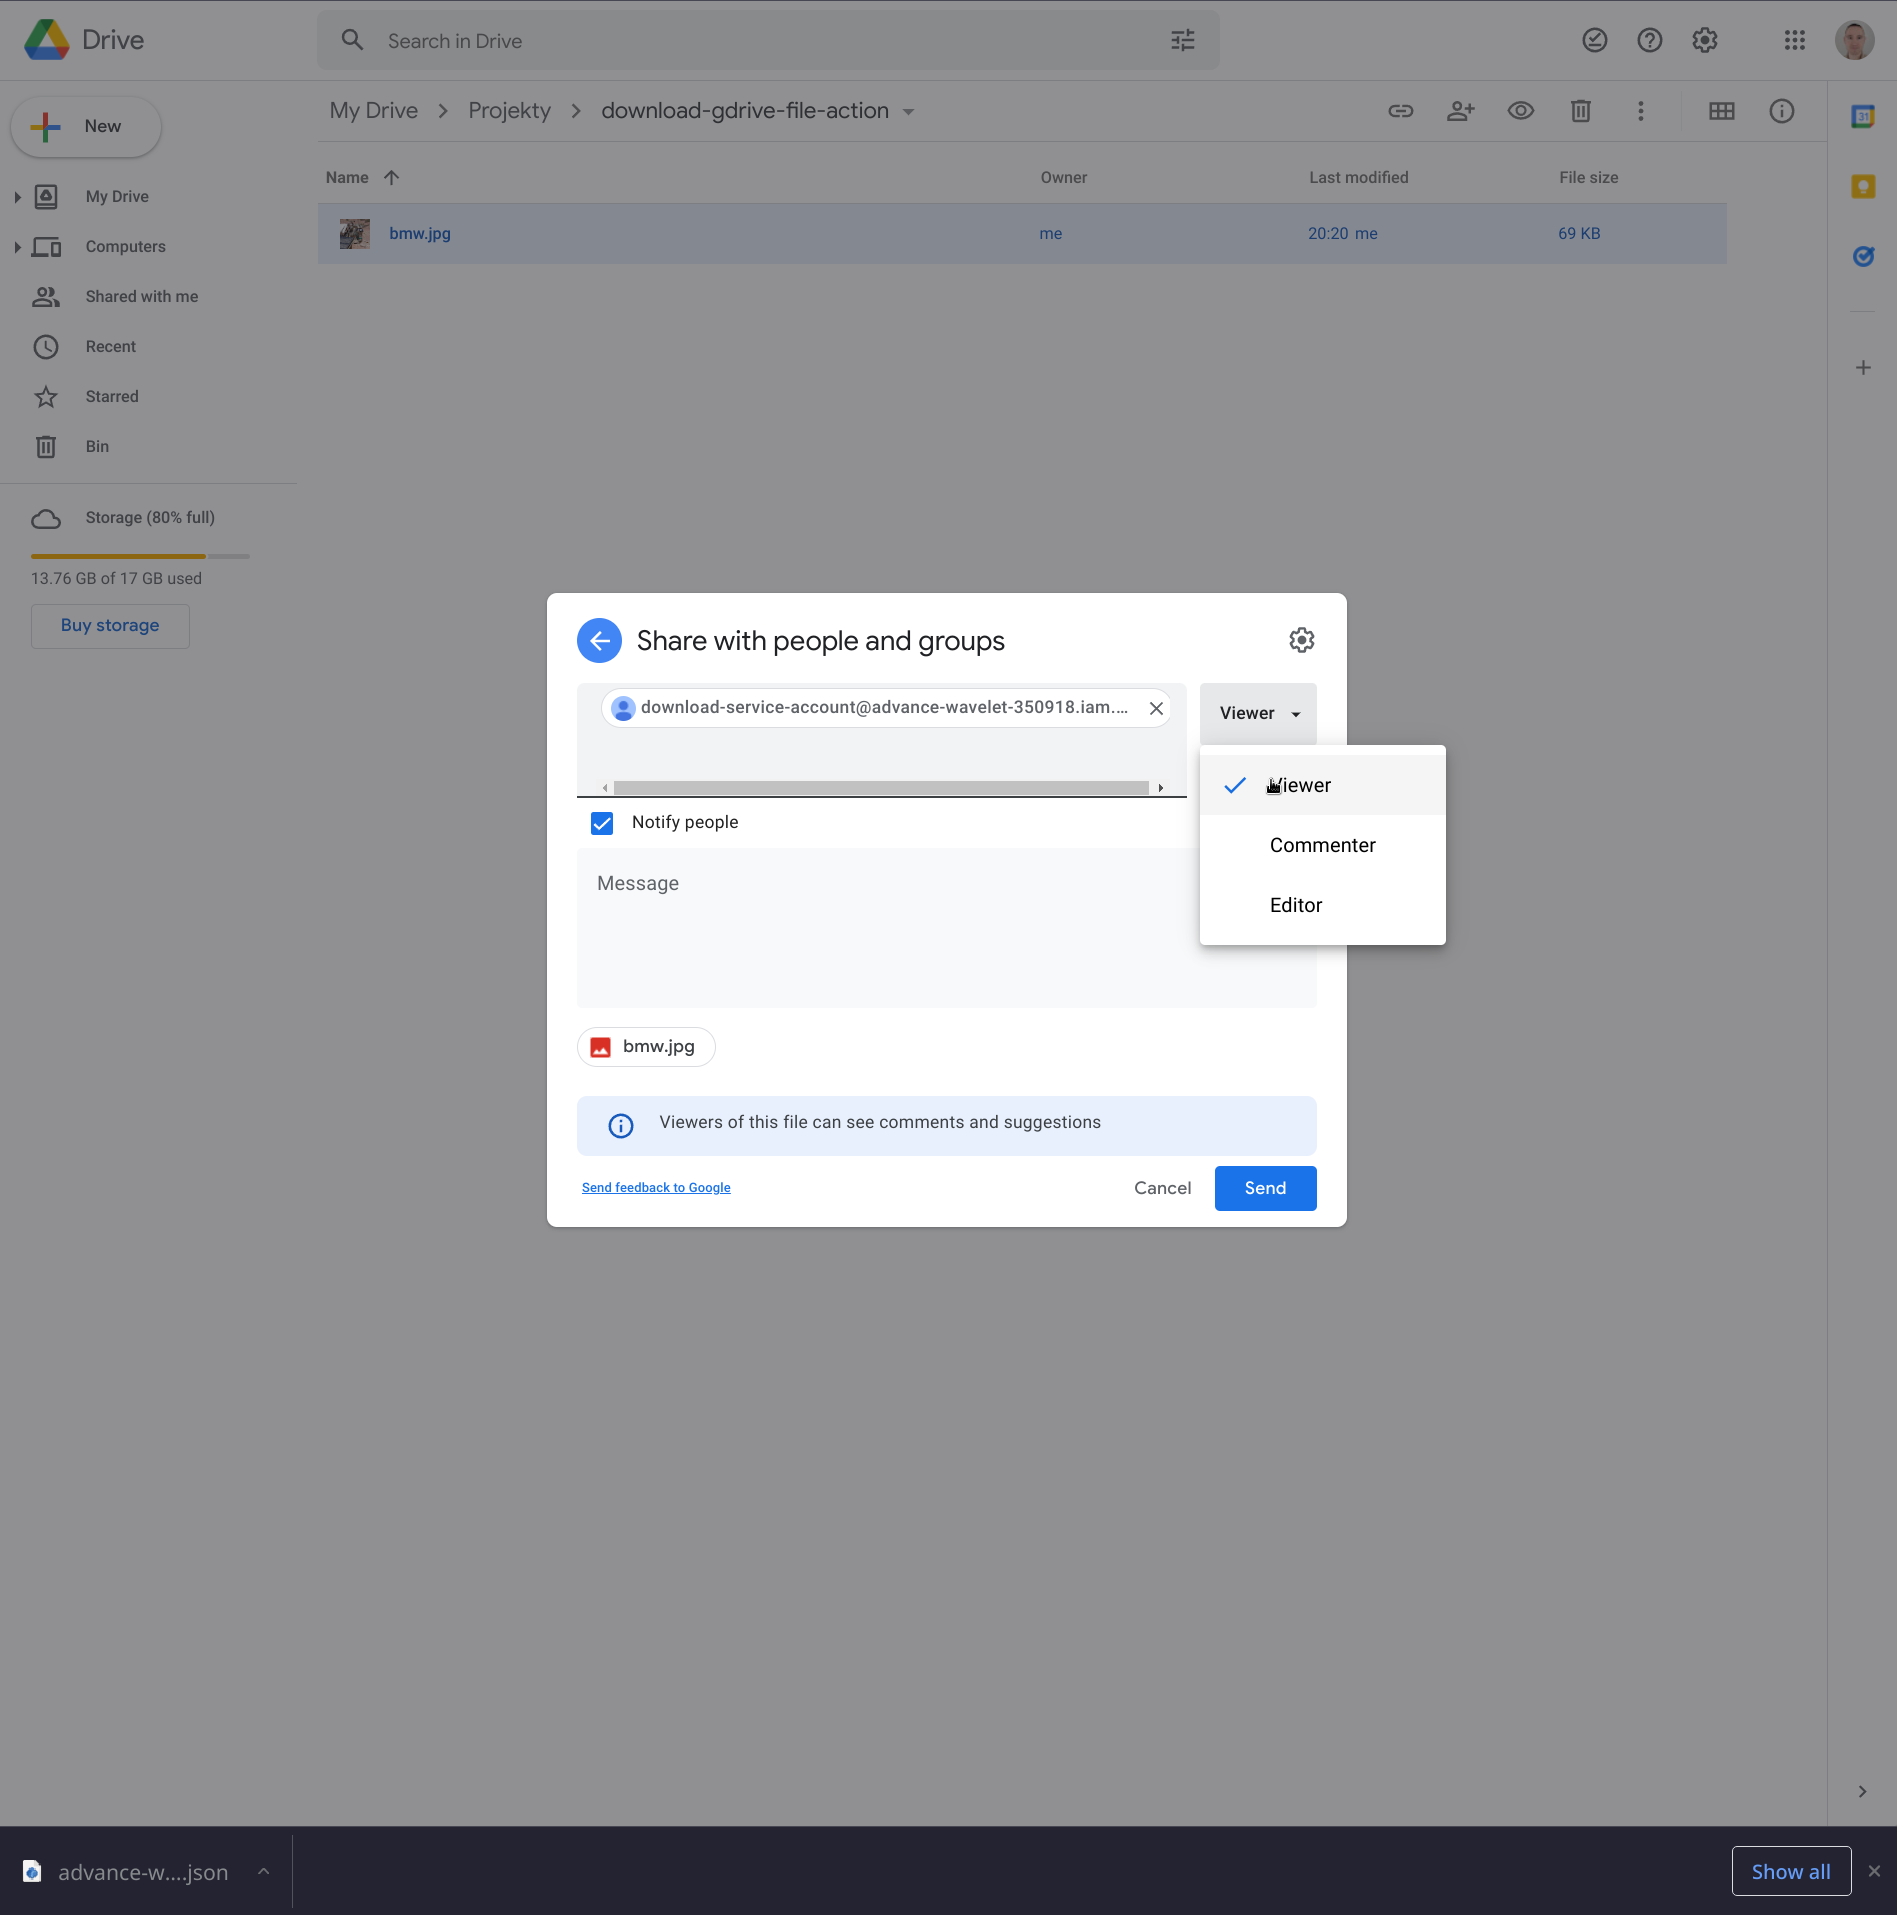 Drive
Search in Drive
New
My Drive
Computers
Shared with me
Recent
Starred
Bin
Storage (80% full)
13.76 GB of 17 GB used
Buy storage
My Drive Projekty download-gdrive-file-action
Name Owner Last modified File size
bmw.jpg me 20:20 me 69 KB
31
Share with people and groups
download-service-account@advance-wavelet-350918.iam....
Viewer
Viewer
Commenter
Editor
Notify people
Message
bmw.jpg
Viewers of this file can see comments and suggestions
Send feedback to Google
Cancel
Send
advance-w....json
Show all